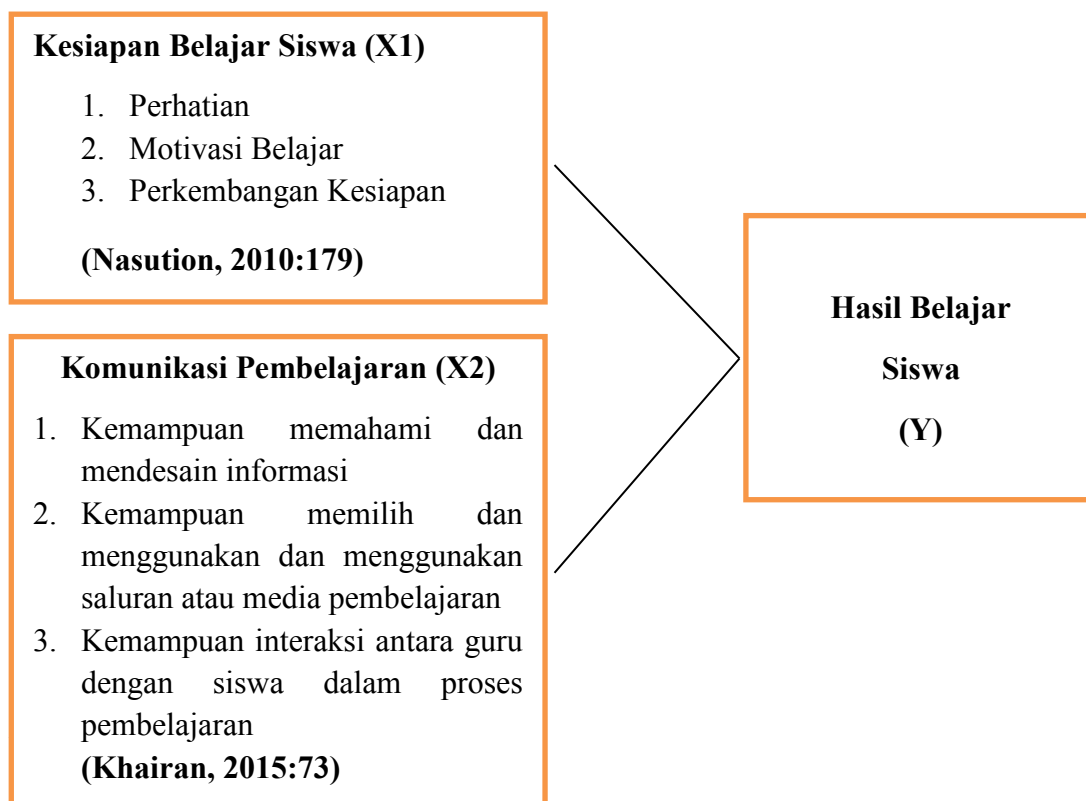 Kesiapan Belajar Siswa (X1)
1. Perhatian
2. Motivasi Belajar
3. Perkembangan Kesiapan
(Nasution, 2010:179)
Komunikasi Pembelajaran (X2)
1. Kemampuan memahami dan
mendesain informasi
2. Kemampuan memilih dan
menggunakan dan menggunakan
saluran atau media pembelajaran
3. Kemampuan interaksi antara guru
dengan siswa dalam proses
pembelajaran
(Khairan, 2015:73)
Hasil Belajar
Siswa
(Y)